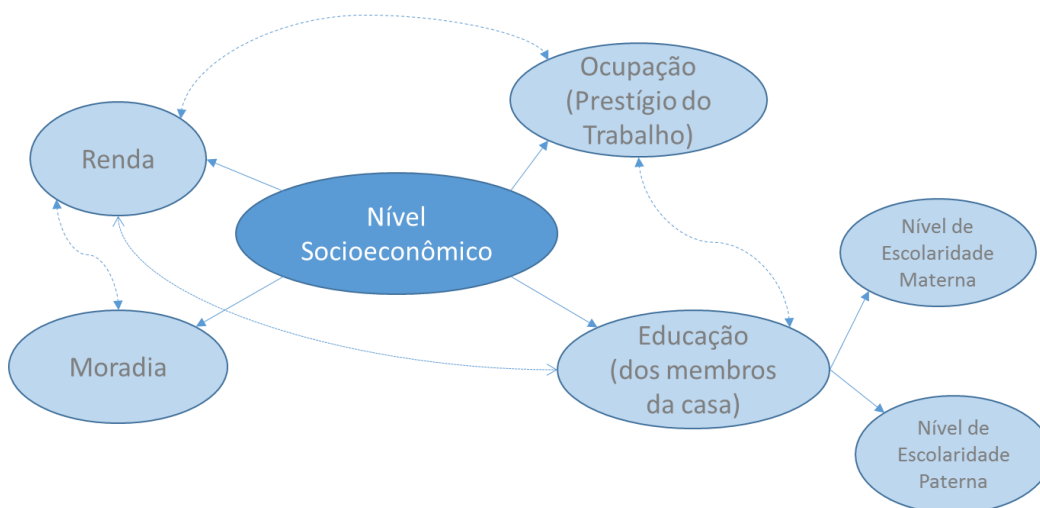 Ocupação
(Prestígio do
Trabalho)
Renda
Nível
Socioeconômico
Nível de
Escolaridade
Materna
Moradia
Educação
(dos membros
da casa)
Nível de
Escolaridade
Paterna